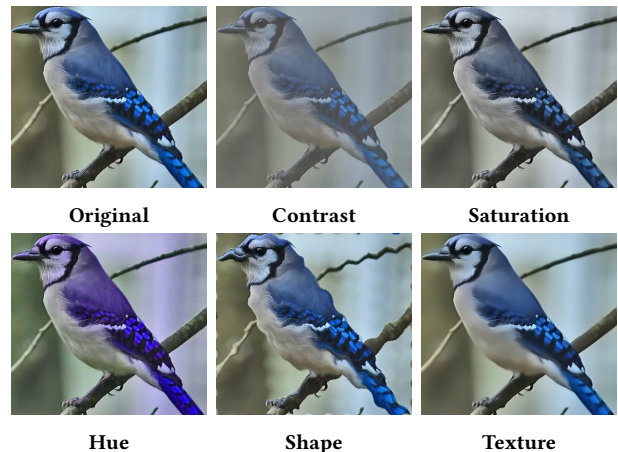 Original
Contrast
Saturation
Hue
Shape
Texture